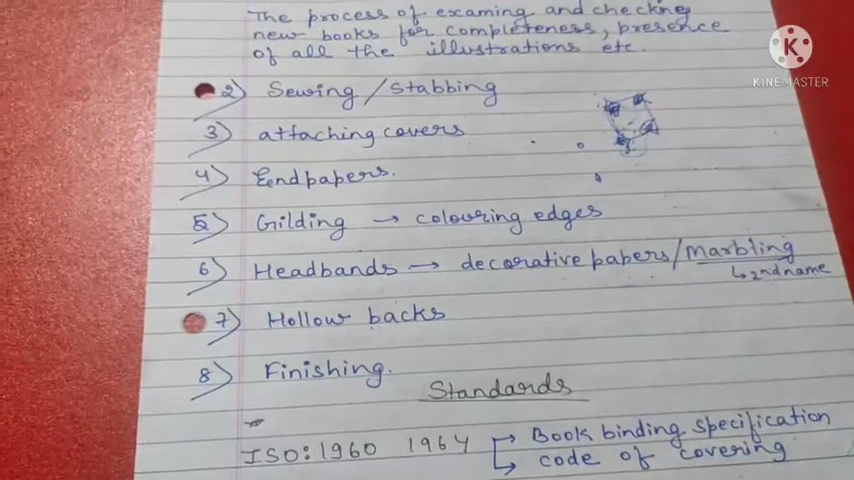 The process of examing and checkney
new books for completeness, presence
of all the illustrations etc.
K
KINEMASTER
2) Sewing/Stabbing
3) attaching covers
4) Endpapers.
5) Gilding → colouring edges
6) Headbands → decorative papers/Marbling
↳ 2nd name
7) Hollow backs
8) Finishing.
Standards
ISO: 1960 1964 → Book binding specification
↳ code of covering